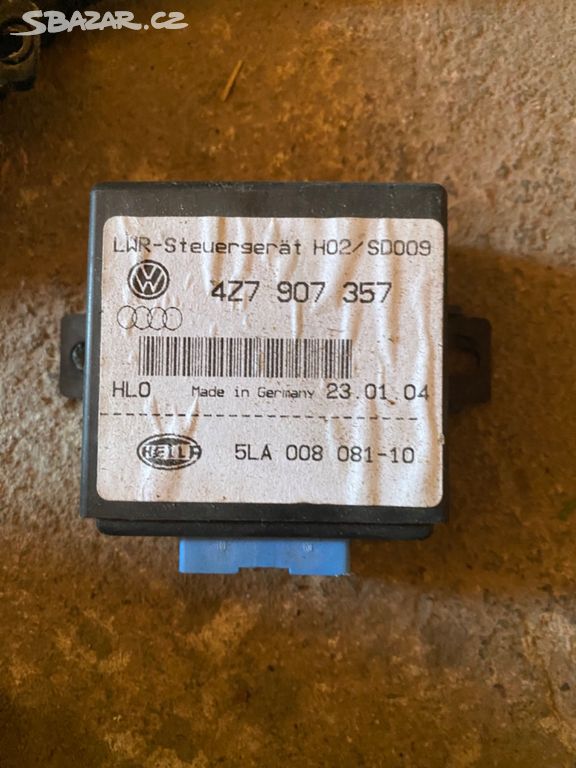 SBAZAR.CZ
LWR-Steuergerät H02/SD009
4Z7 907 357
HLO Made in Germany 23.01.04
HELLA 5LA 008 081-10